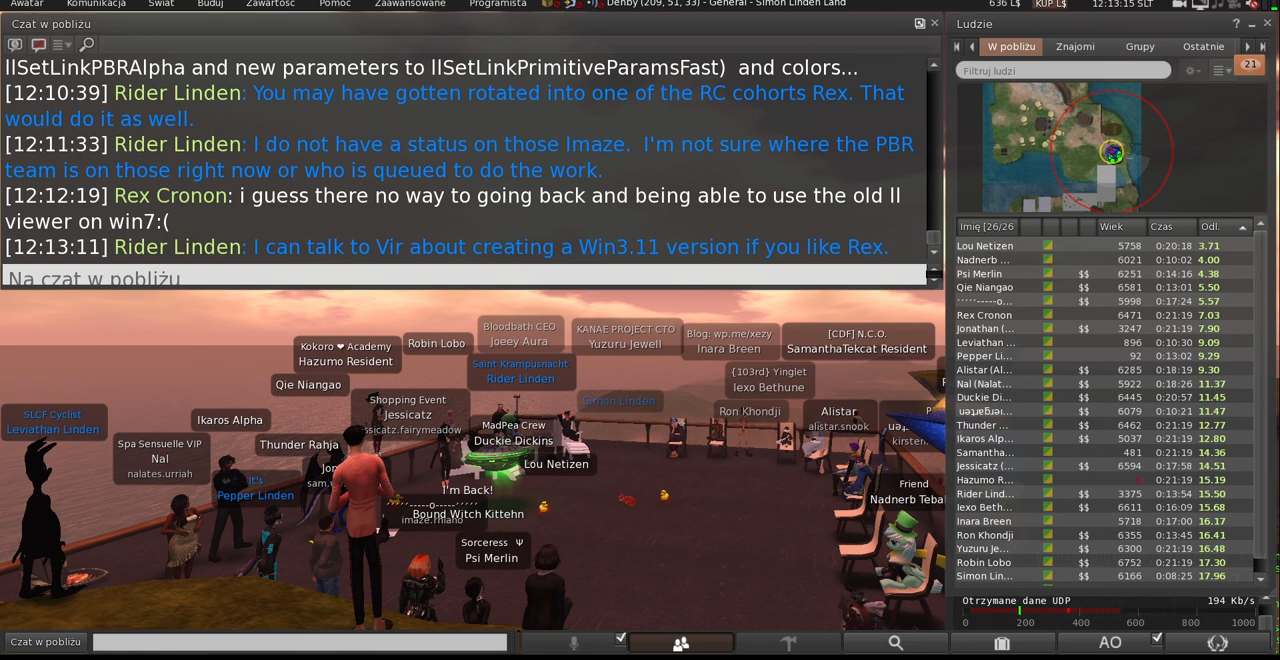 Awatar Komunikacja Świat Buduj Zawartość Pomoc Zaawansowane Programista Denby (209, 51, 33) - General - Simon Linden Land 636 L$ KUP L$ 12:13:15 SLT
Czat w pobliżu
llSetLinkPBRAlpha and new parameters to llSetLinkPrimitiveParamsFast)  and colors...
[12:10:39] Rider Linden: You may have gotten rotated into one of the RC cohorts Rex. That
would do it as well.
[12:11:33] Rider Linden: I do not have a status on those Imaze.  I'm not sure where the PBR
team is on those right now or who is queued to do the work.
[12:12:19] Rex Cronon: i guess there no way to going back and being able to use the old ll
viewer on win7:(
[12:13:11] Rider Linden: I can talk to Vir about creating a Win3.11 version if you like Rex.
Na czat w pobliżu
Bloodbath CEO
Joeey Aura
KANAE PROJECT CTO
Yuzuru Jewell
Blog: wp.me/xezy
Inara Breen
[CDF] N.C.O.
SamanthaTekcat Resident
Kokoro ❤ Academy
Hazumo Resident
Robin Lobo
Saint Krampusnacht
Rider Linden
{103rd} Yinglet
Iexo Bethune
Qie Niangao
Shopping Event
Jessicatz
ssicatz.fairymeadow
Simon Linden
Ron Khondji
Alistar
alistar.snook
kirsten.
SLCF Cyclist
Leviathan Linden
Ikaros Alpha
MadPea Crew
Duckie Dickins
Spa Sensuelle VIP
Nal
nalates.urriah
Thunder Rahja
Lou Netizen
It's
Pepper Linden
I'm Back!
Bound Witch Kittehn
Friend
Nadnerb Tebai
Sorceress Ψ
Psi Merlin
Czat w pobliżu
Ludzie
W pobliżu Znajomi Grupy Ostatnie
Filtruj ludzi
21
Imię [26/26 Wiek Czas Odl.
Lou Netizen 5758 0:20:18 3.71
Nadnerb ... 6021 0:10:02 4.00
Psi Merlin $$ 6251 0:14:16 4.38
Qie Niangao $$ 6581 0:13:01 5.50
$$ 5998 0:17:24 5.57
Rex Cronon 6471 0:21:19 7.03
Jonathan (... $$ 3247 0:21:19 7.90
Leviathan ... 896 0:10:30 9.09
Pepper Li... 92 0:13:02 9.29
Alistar (Al... $$ 6285 0:18:19 9.30
Nal (Nalat... $$ 5922 0:18:26 11.37
Duckie Di... $$ 6445 0:20:57 11.45
$$ 6079 0:10:21 11.47
Thunder ... $$ 6462 0:21:19 12.77
Ikaros Alp... $$ 5037 0:21:19 12.80
Samantha... 481 0:21:19 14.36
Jessicatz (... $$ 6594 0:17:58 14.51
Hazumo R... 0:21:19 15.19
Rider Lind... $$ 3375 0:13:54 15.50
Iexo Beth... $$ 6611 0:16:09 15.68
Inara Breen 5718 0:17:00 16.17
Ron Khondji $$ 6355 0:13:45 16.41
Yuzuru Je... $$ 6300 0:21:19 16.48
Robin Lobo $$ 6752 0:21:19 17.30
Simon Lin... $$ 6166 0:08:25 17.96
Otrzymane dane UDP 194 Kb/s
0 200 400 600 800 1000
AO